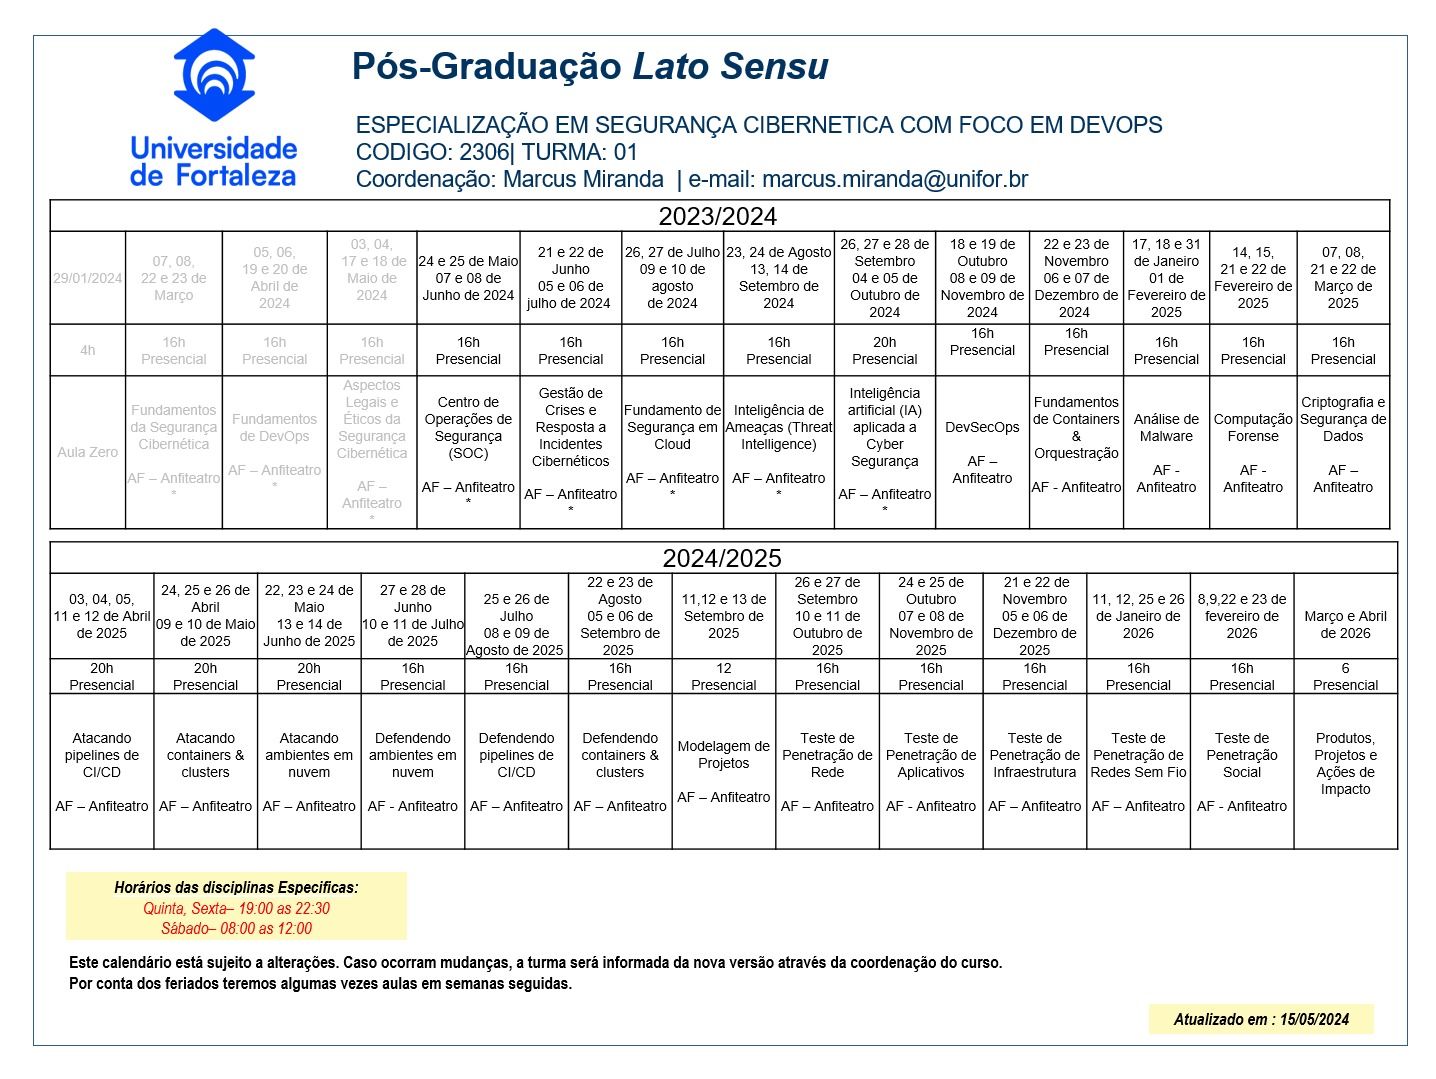 Universidade
de Fortaleza
Pós-Graduação Lato Sensu
ESPECIALIZAÇÃO EM SEGURANÇA CIBERNETICA COM FOCO EM DEVOPS
CODIGO: 2306| TURMA: 01
Coordenação: Marcus Miranda | e-mail: marcus.miranda@unifor.br
2023/2024
29/01/2024
07, 08,
22 e 23 de
Março
05, 06,
19 e 20 de
Abril de
2024
03, 04,
17 e 18 de
Maio de
2024
24 e 25 de Maio
07 e 08 de
Junho de 2024
21 e 22 de
Junho
05 e 06 de
julho de 2024
26, 27 de Julho
09 e 10 de
agosto
de 2024
23, 24 de Agosto
13, 14 de
Setembro de
2024
26, 27 e 28 de
Setembro
04 e 05 de
Outubro de
2024
18 e 19 de
Outubro
08 e 09 de
Novembro de
2024
22 e 23 de
Novembro
06 e 07 de
Dezembro de
2024
17, 18 e 31
de Janeiro
01 de
Fevereiro de
2025
14, 15,
21 e 22 de
Fevereiro de
2025
07, 08,
21 e 22 de
Março de
2025
4h
16h
Presencial
16h
Presencial
16h
Presencial
16h
Presencial
16h
Presencial
16h
Presencial
16h
Presencial
20h
Presencial
16h
Presencial
16h
Presencial
16h
Presencial
16h
Presencial
16h
Presencial
Aula Zero
Fundamentos
da Segurança
Cibernética
AF – Anfiteatro
*
Fundamentos
de DevOps
AF – Anfiteatro
*
Aspectos
Legais e
Éticos da
Segurança
Cibernética
AF –
Anfiteatro
*
Centro de
Operações de
Segurança
(SOC)
AF – Anfiteatro
*
Gestão de
Crises e
Resposta a
Incidentes
Cibernéticos
AF – Anfiteatro
*
Fundamento de
Segurança em
Cloud
AF – Anfiteatro
*
Inteligência de
Ameaças (Threat
Intelligence)
AF – Anfiteatro
*
Inteligência
artificial (IA)
aplicada a
Cyber
Segurança
AF – Anfiteatro
*
DevSecOps
AF –
Anfiteatro
Fundamentos
de Containers
&
Orquestração
AF - Anfiteatro
Análise de
Malware
AF -
Anfiteatro
Computação
Forense
AF -
Anfiteatro
Criptografia e
Segurança de
Dados
AF –
Anfiteatro
2024/2025
03, 04, 05,
11 e 12 de Abril
de 2025
24, 25 e 26 de
Abril
09 e 10 de Maio
de 2025
22, 23 e 24 de
Maio
13 e 14 de
Junho de 2025
27 e 28 de
Junho
10 e 11 de Julho
de 2025
25 e 26 de
Julho
08 e 09 de
Agosto de 2025
22 e 23 de
Agosto
05 e 06 de
Setembro de
2025
11,12 e 13 de
Setembro de
2025
26 e 27 de
Setembro
10 e 11 de
Outubro de
2025
24 e 25 de
Outubro
07 e 08 de
Novembro de
2025
21 e 22 de
Novembro
05 e 06 de
Dezembro de
2025
11, 12, 25 e 26
de Janeiro de
2026
8,9,22 e 23 de
fevereiro de
2026
Março e Abril
de 2026
20h
Presencial
20h
Presencial
20h
Presencial
16h
Presencial
16h
Presencial
16h
Presencial
12
Presencial
16h
Presencial
16h
Presencial
16h
Presencial
16h
Presencial
16h
Presencial
6
Presencial
Atacando
pipelines de
CI/CD
AF – Anfiteatro
Atacando
containers &
clusters
AF – Anfiteatro
Atacando
ambientes em
nuvem
AF – Anfiteatro
Defendendo
ambientes em
nuvem
AF - Anfiteatro
Defendendo
pipelines de
CI/CD
AF – Anfiteatro
Defendendo
containers &
clusters
AF – Anfiteatro
Modelagem de
Projetos
AF – Anfiteatro
Teste de
Penetração de
Rede
AF – Anfiteatro
Teste de
Penetração de
Aplicativos
AF - Anfiteatro
Teste de
Penetração de
Infraestrutura
AF – Anfiteatro
Teste de
Penetração de
Redes Sem Fio
AF – Anfiteatro
Teste de
Penetração
Social
AF - Anfiteatro
Produtos,
Projetos e
Ações de
Impacto
Horários das disciplinas Especificas:
Quinta, Sexta– 19:00 as 22:30
Sábado– 08:00 as 12:00
Este calendário está sujeito a alterações. Caso ocorram mudanças, a turma será informada da nova versão através da coordenação do curso.
Por conta dos feriados teremos algumas vezes aulas em semanas seguidas.
Atualizado em : 15/05/2024